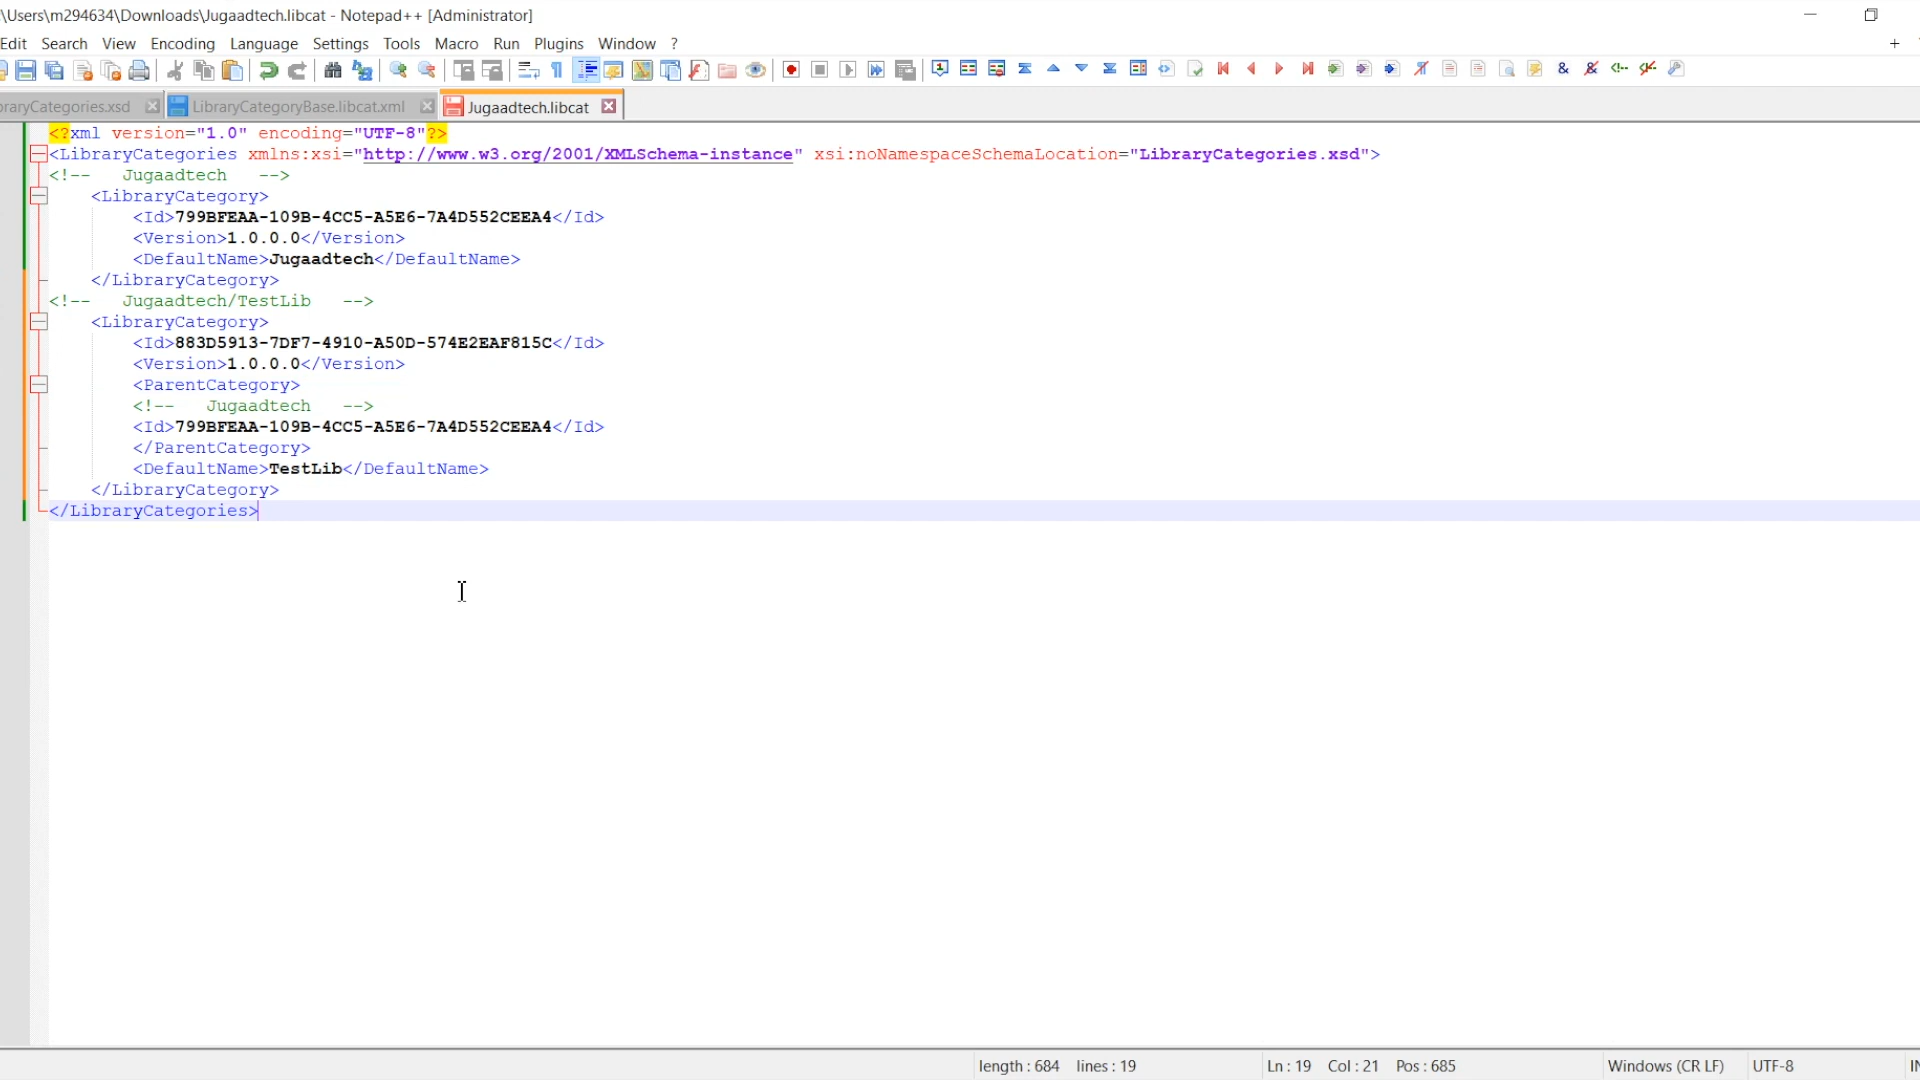 \Users\m294634\Downloads\Jugaadtech.libcat - Notepad++ [Administrator]
Edit Search View Encoding Language Settings Tools Macro Run Plugins Window ?
raryCategories.xsd LibraryCategoryBase.libcat.xml Jugaadtech.libcat
<?xml version="1.0" encoding="UTF-8"?>
<LibraryCategories xmlns:xsi="http://www.w3.org/2001/XMLSchema-instance" xsi:noNamespaceSchemaLocation="LibraryCategories.xsd">
<!-- Jugaadtech -->
<LibraryCategory>
<Id>799BFEAA-109B-4CC5-A5E6-7A4D552CEEA4</Id>
<Version>1.0.0.0</Version>
<DefaultName>Jugaadtech</DefaultName>
</LibraryCategory>
<!-- Jugaadtech/TestLib -->
<LibraryCategory>
<Id>883D5913-7DF7-4910-A50D-574E2EAF815C</Id>
<Version>1.0.0.0</Version>
<ParentCategory>
<!-- Jugaadtech -->
<Id>799BFEAA-109B-4CC5-A5E6-7A4D552CEEA4</Id>
</ParentCategory>
<DefaultName>TestLib</DefaultName>
</LibraryCategory>
</LibraryCategories>
length : 684 lines : 19 Ln : 19 Col : 21 Pos : 685 Windows (CR LF) UTF-8 IN